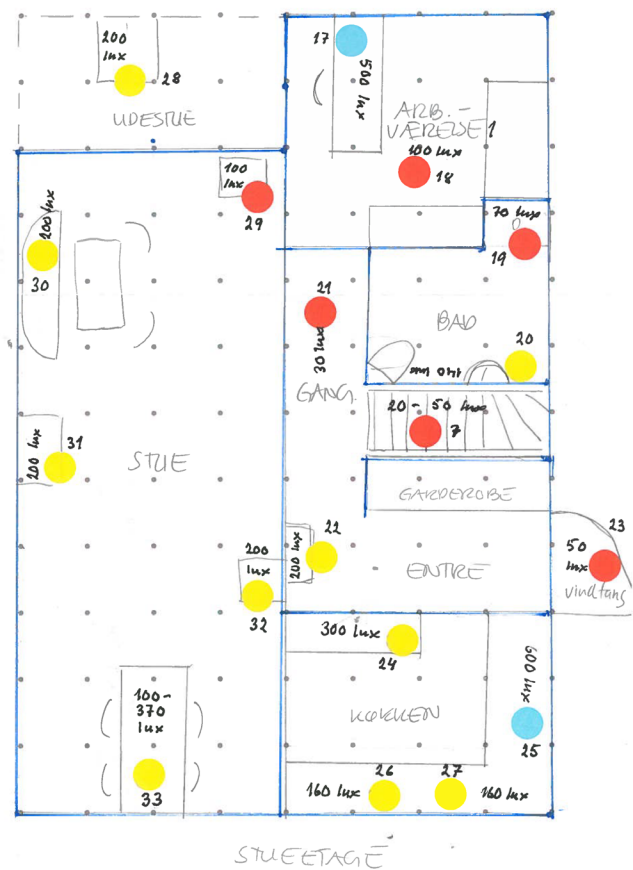 200
lux
28
UDESTUE
17
500 lux
ARB.-
VÆRELSE 1
100 lux
18
100
lux
29
70 lux
19
200 lux
30
21
30 lux
GANG
BAD
20
140 lux
20 - 50 lux
7
200 lux
31
STUE
GARDEROBE
22
200 lux
23
50
lux
vindfang
ENTRE
200
lux
32
300 lux
24
600 lux
25
KØKKEN
100-
370
lux
33
26
160 lux
27
160 lux
STUEETAGE